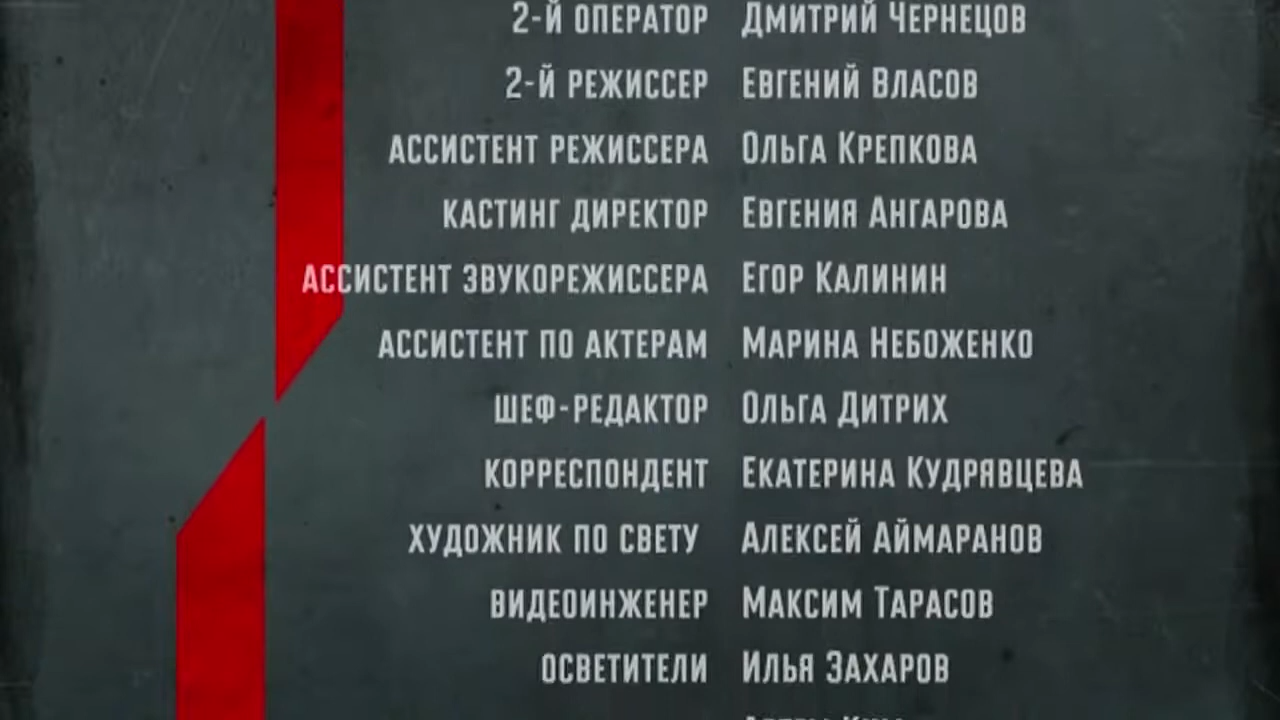 2-Й ОПЕРАТОР ДМИТРИЙ ЧЕРНЕЦОВ
2-Й РЕЖИССЕР ЕВГЕНИЙ ВЛАСОВ
АССИСТЕНТ РЕЖИССЕРА ОЛЬГА КРЕПКОВА
КАСТИНГ ДИРЕКТОР ЕВГЕНИЯ АНГАРОВА
АССИСТЕНТ ЗВУКОРЕЖИССЕРА ЕГОР КАЛИНИН
АССИСТЕНТ ПО АКТЕРАМ МАРИНА НЕБОЖЕНКО
ШЕФ-РЕДАКТОР ОЛЬГА ДИТРИХ
КОРРЕСПОНДЕНТ ЕКАТЕРИНА КУДРЯВЦЕВА
ХУДОЖНИК ПО СВЕТУ АЛЕКСЕЙ АЙМАРАНОВ
ВИДЕОИНЖЕНЕР МАКСИМ ТАРАСОВ
ОСВЕТИТЕЛИ ИЛЬЯ ЗАХАРОВ